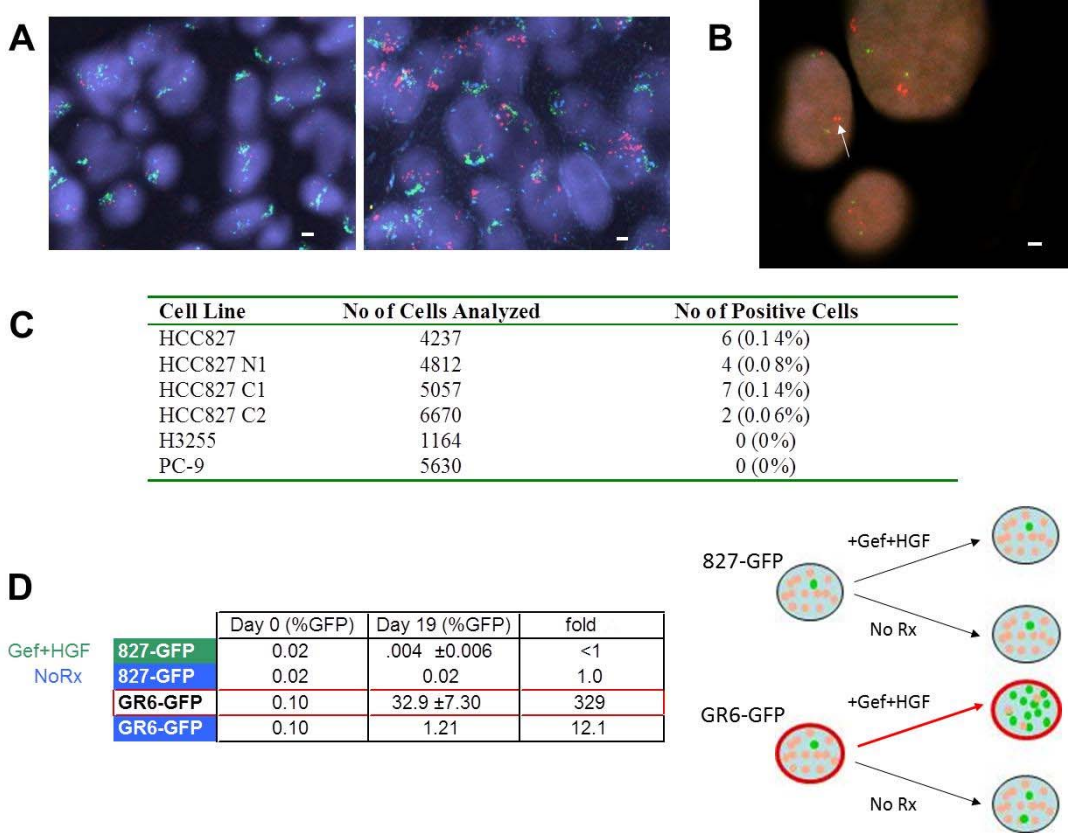 A
B
C
Cell Line No of Cells Analyzed No of Positive Cells
HCC827 4237 6 (0.14%)
HCC827 N1 4812 4 (0.08%)
HCC827 C1 5057 7 (0.14%)
HCC827 C2 6670 2 (0.06%)
H3255 1164 0 (0%)
PC-9 5630 0 (0%)
D
Day 0 (%GFP) Day 19 (%GFP) fold
Gef+HGF 827-GFP 0.02 .004 ±0.006 <1
NoRx 827-GFP 0.02 0.02 1.0
GR6-GFP 0.10 32.9 ±7.30 329
GR6-GFP 0.10 1.21 12.1
827-GFP
+Gef+HGF
No Rx
GR6-GFP
+Gef+HGF
No Rx